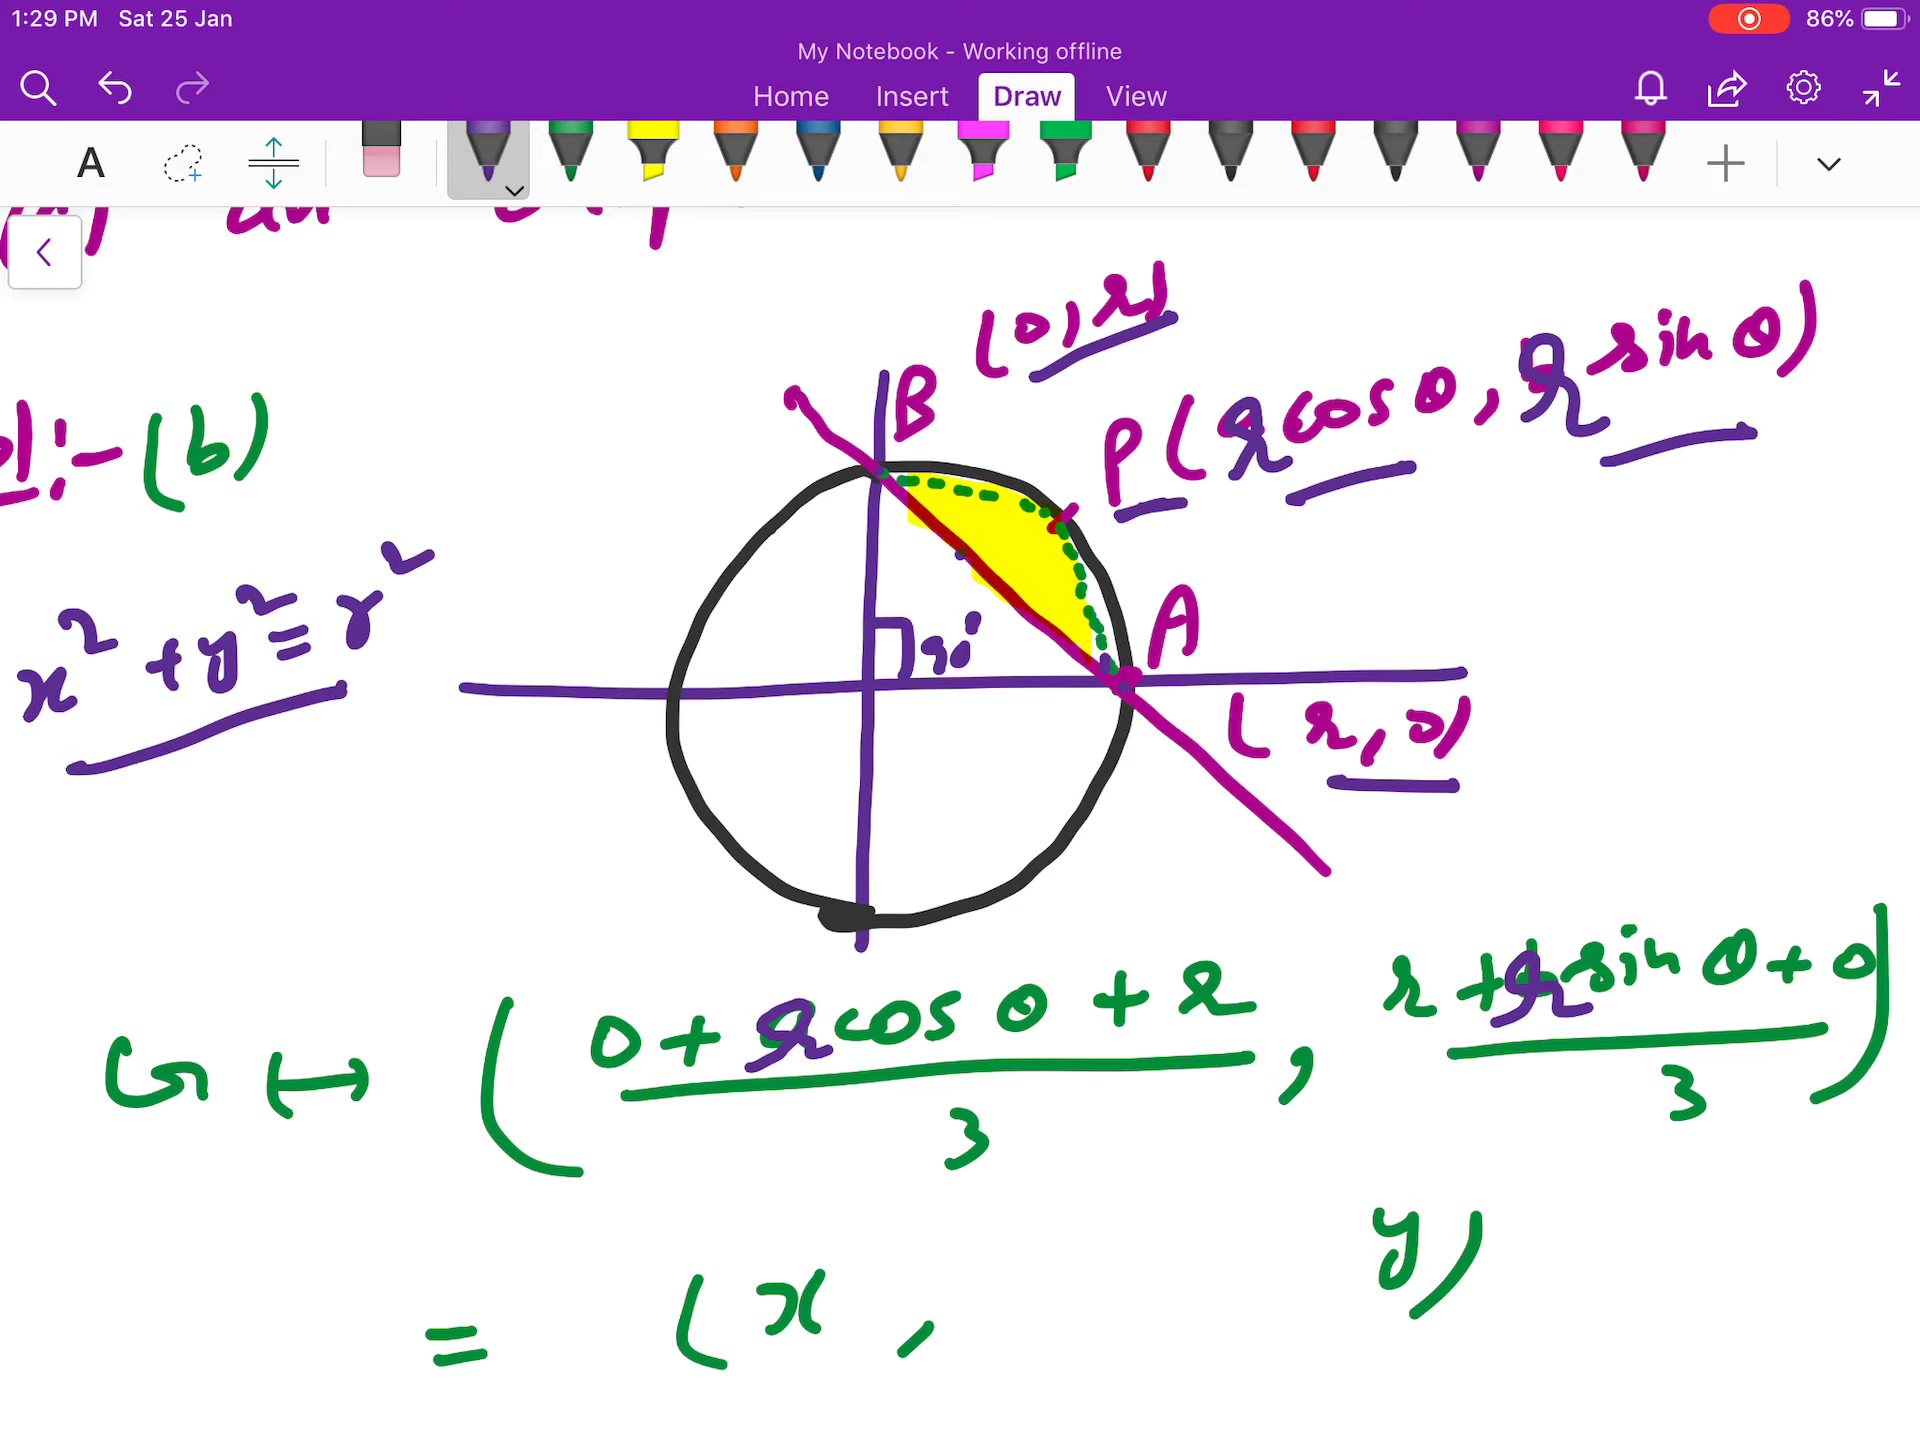 1:29 PM Sat 25 Jan
86%
My Notebook - Working offline
Home Insert Draw View
A
(0, r)
B
P(r cos θ, r sin θ)
:- (b)
x² + y² = r²
90°
A
(r, 0)
G ↔ (0 + r cos θ + r / 3, r + r sin θ + 0 / 3)
= (x, y)